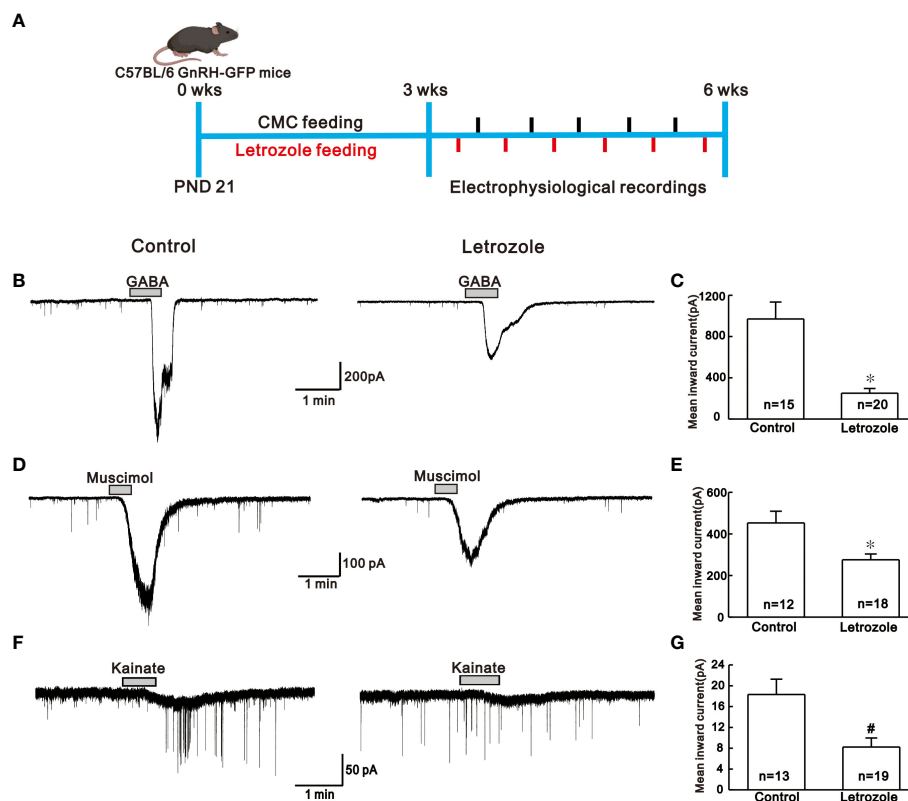 A
C57BL/6 GnRH-GFP mice
0 wks
3 wks
6 wks
CMC feeding
Letrozole feeding
PND 21
Electrophysiological recordings
Control
Letrozole
B
GABA
GABA
200pA
1 min
C
Mean inward current(pA)
1200
800
400
0
*
n=15
n=20
Control
Letrozole
D
Muscimol
Muscimol
100 pA
1 min
E
Mean inward current(pA)
600
400
200
0
*
n=12
n=18
Control
Letrozole
F
Kainate
Kainate
50 pA
1 min
G
Mean inward current(pA)
24
20
16
12
8
4
0
#
n=13
n=19
Control
Letrozole